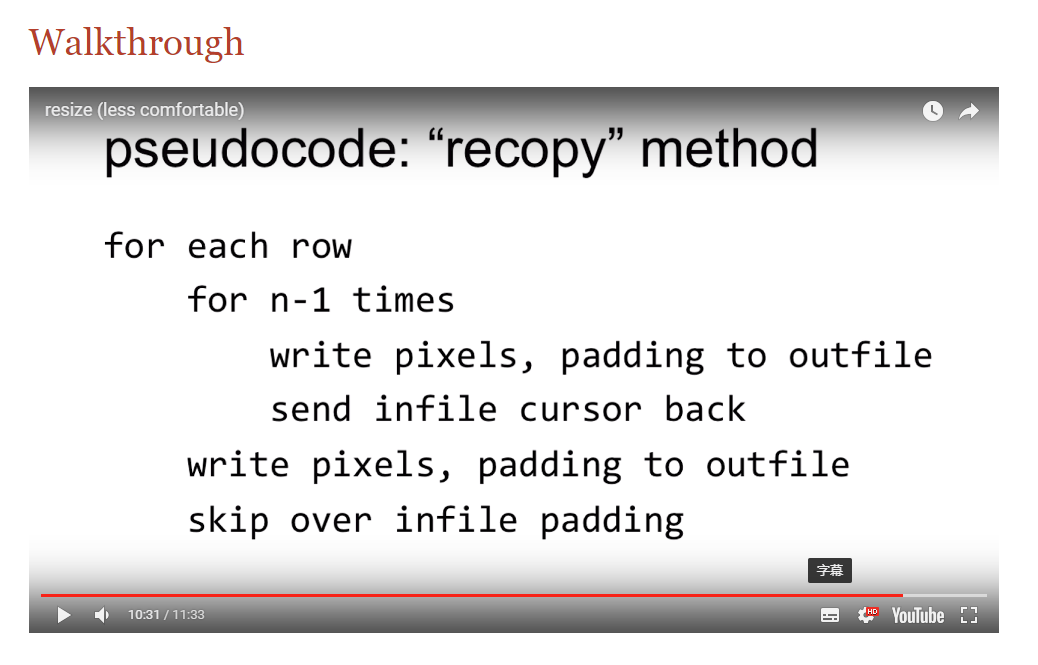 Walkthrough
resize (less comfortable)
pseudocode: “recopy” method
for each row
for n-1 times
write pixels, padding to outfile
send infile cursor back
write pixels, padding to outfile
skip over infile padding
字幕
10:31 / 11:33
HD
YouTube